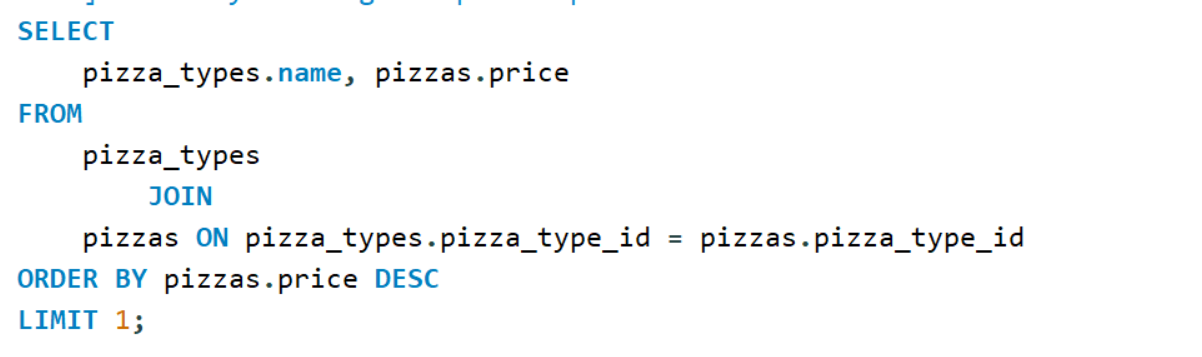 SELECT
    pizza_types.name, pizzas.price
FROM
    pizza_types
        JOIN
    pizzas ON pizza_types.pizza_type_id = pizzas.pizza_type_id
ORDER BY pizzas.price DESC
LIMIT 1;